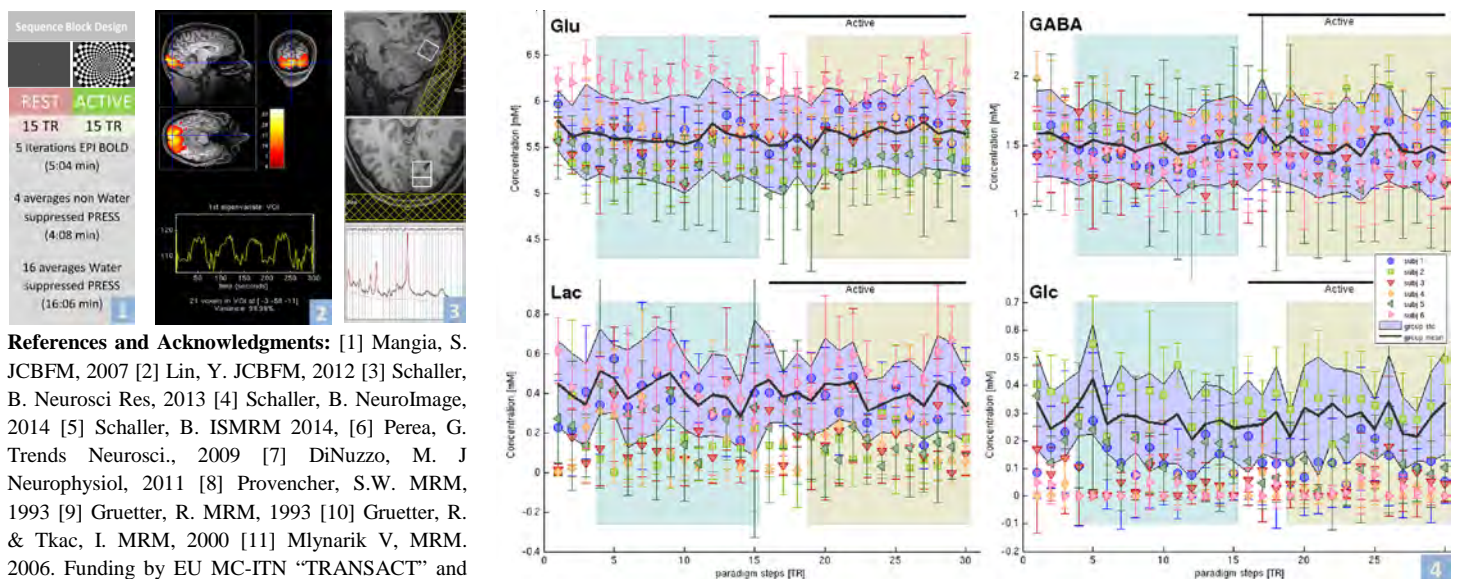 Sequence Block Design
REST ACTIVE
15 TR 15 TR
5 iterations EPI BOLD
(5:04 min)
4 averages non Water
suppressed PRESS
(4:08 min)
16 averages Water
suppressed PRESS
(16:06 min)
1
1st eigenvariate: VOI
120
110
50 100 150 200 250 300
time (seconds)
2
3
References and Acknowledgments: [1] Mangia, S.
JCBFM, 2007 [2] Lin, Y. JCBFM, 2012 [3] Schaller,
B. Neurosci Res, 2013 [4] Schaller, B. NeuroImage,
2014 [5] Schaller, B. ISMRM 2014, [6] Perea, G.
Trends Neurosci., 2009 [7] DiNuzzo, M. J
Neurophysiol, 2011 [8] Provencher, S.W. MRM,
1993 [9] Gruetter, R. MRM, 1993 [10] Gruetter, R.
& Tkac, I. MRM, 2000 [11] Mlynarik V, MRM.
2006. Funding by EU MC-ITN “TRANSACT” and
Glu
Active
Concentration [mM]
6.5
6
5.5
5
4.5
GABA
Active
Concentration [mM]
2
1.5
1
Lac
Active
Concentration [mM]
0.8
0.6
0.4
0.2
0
-0.2
-0.4
0 5 10 15 20 25 30
paradigm steps [TR]
Glc
Active
Concentration [mM]
0.7
0.6
0.5
0.4
0.3
0.2
0.1
0
-0.1
-0.2
0 5 10 15 20 25
paradigm steps [TR]
subj 1
subj 2
subj 3
subj 4
subj 5
subj 6
group std
group mean
4